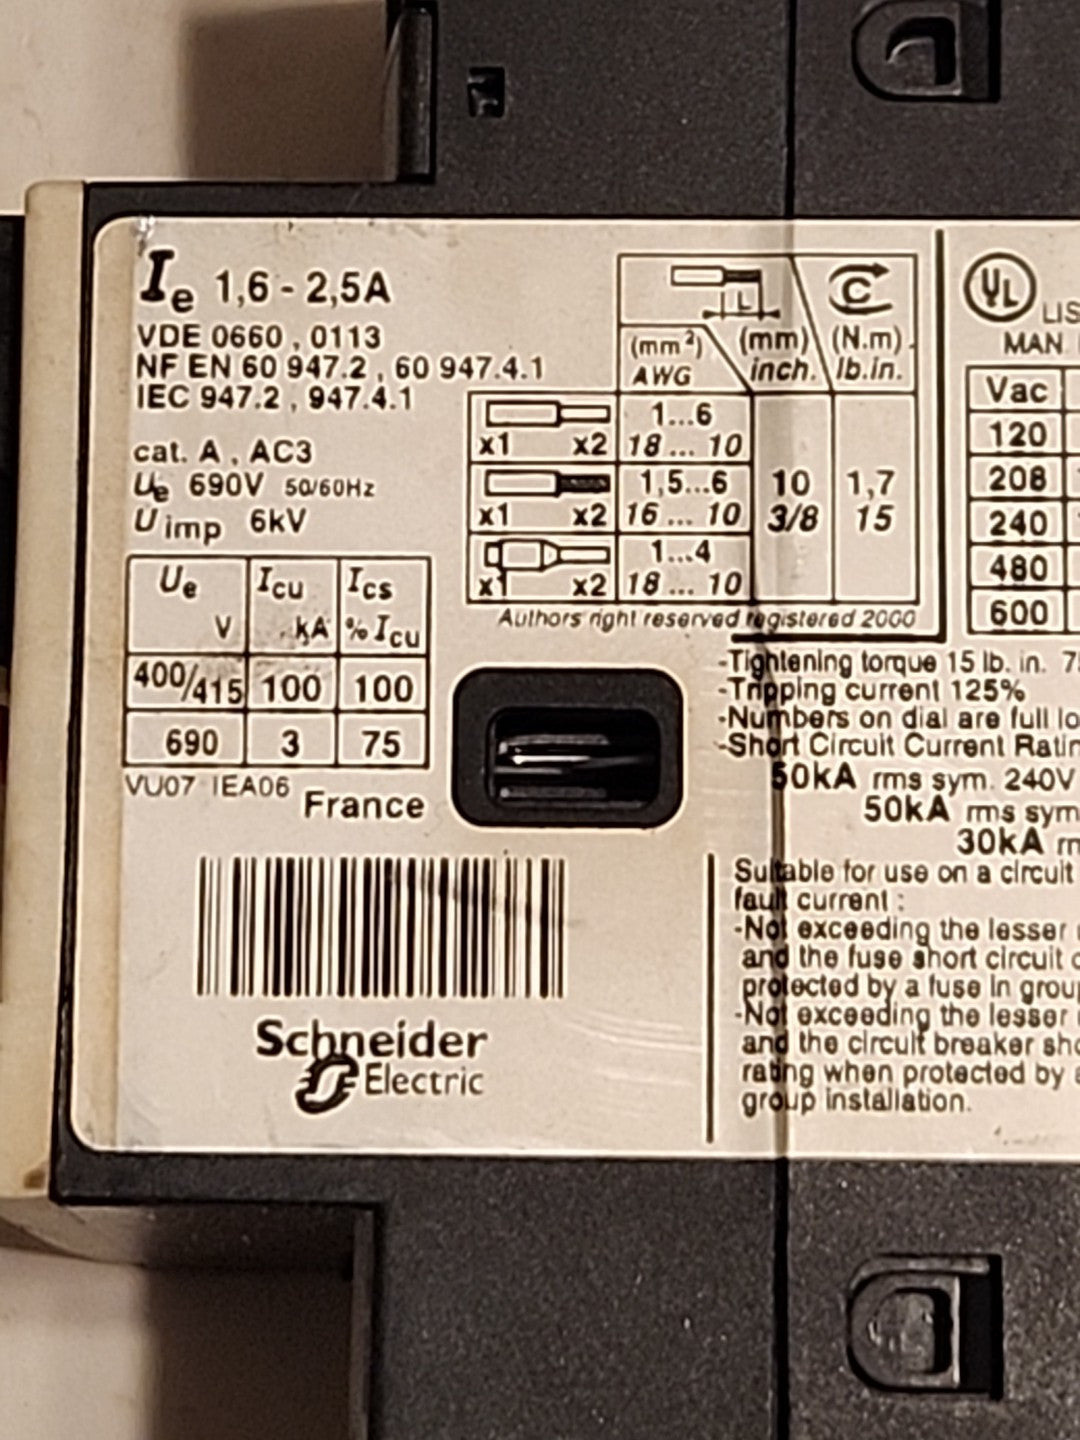 Ie 1,6 - 2,5A
VDE 0660 , 0113
NF EN 60 947.2 , 60 947.4.1
IEC 947.2 , 947.4.1
cat. A , AC3
Ue 690V 50/60Hz
Uimp 6kV
Ue Icu Ics
V kA % Icu
400/415 100 100
690 3 75
VU07 IEA06
France
Schneider
Electric
L C
(mm²) (mm) (N.m)
AWG inch. lb.in.
1...6
x1 x2 18 ... 10
1,5...6 10 1,7
x1 x2 16 ... 10 3/8 15
1...4
x1 x2 18 ... 10
Authors right reserved registered 2000
UL
LIS
MAN.
Vac
120
208
240
480
600
-Tightening torque 15 lb. in.
-Tripping current 125%
-Numbers on dial are full
-Short Circuit Current
50kA rms sym. 240V
50kA rms sym
30kA
Suitable for use on a circuit
fault current :
-Not exceeding the lesser
and the fuse short circuit
protected by a fuse in
-Not exceeding the lesser
and the circuit breaker
rating when protected by
group installation.